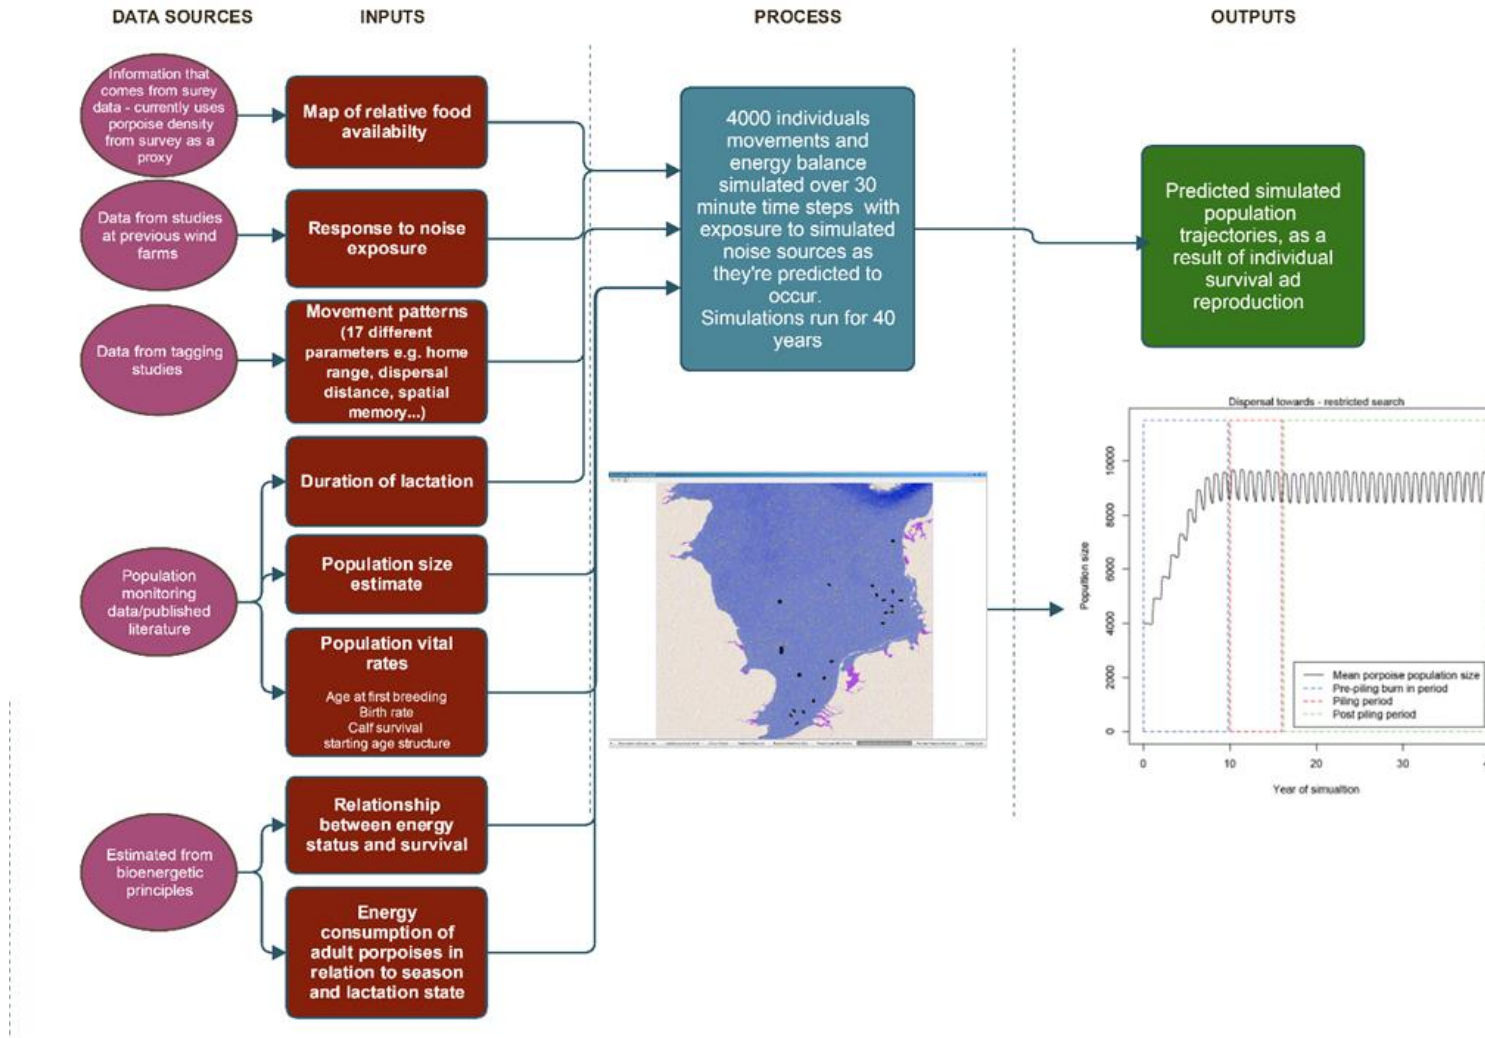 DATA SOURCES
INPUTS
PROCESS
OUTPUTS
Information that
comes from surey
data - currently uses
porpoise density
from survey as a
proxy
Map of relative food
availabilty
Data from studies
at previous wind
farms
Response to noise
exposure
Data from tagging
studies
Movement patterns
(17 different
parameters e.g. home
range, dispersal
distance, spatial
memory...)
Population
monitoring
data/published
literature
Duration of lactation
Population size
estimate
Population vital
rates
Age at first breeding
Birth rate
Calf survival
starting age structure
Estimated from
bioenergetic
principles
Relationship
between energy
status and survival
Energy
consumption of
adult porpoises in
relation to season
and lactation state
4000 individuals
movements and
energy balance
simulated over 30
minute time steps with
exposure to simulated
noise sources as
they're predicted to
occur.
Simulations run for 40
years
Predicted simulated
population
trajectories, as a
result of individual
survival ad
reproduction
Dispersal towards - restricted search
Popultion size
10000
8000
6000
4000
2000
0
Mean porpoise population size
Pre-piling burn in period
Piling period
Post piling period
0
10
20
30
Year of simualtion